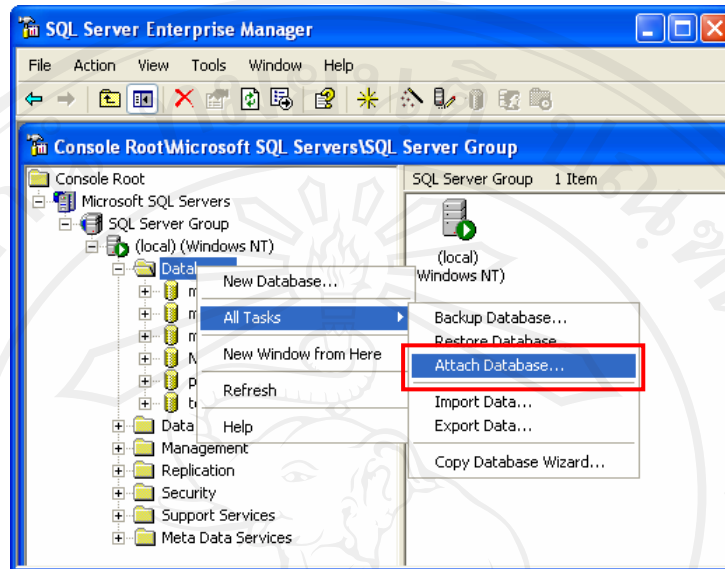 SQL Server Enterprise Manager
File Action View Tools Window Help
Console Root\Microsoft SQL Servers\SQL Server Group
Console Root
SQL Server Group 1 Item
Microsoft SQL Servers
SQL Server Group
(local) (Windows NT)
(local)
Windows NT)
New Database...
All Tasks
New Window from Here
Refresh
Help
Backup Database...
Restore Database
Attach Database...
Import Data...
Export Data...
Copy Database Wizard...
Data
Management
Replication
Security
Support Services
Meta Data Services